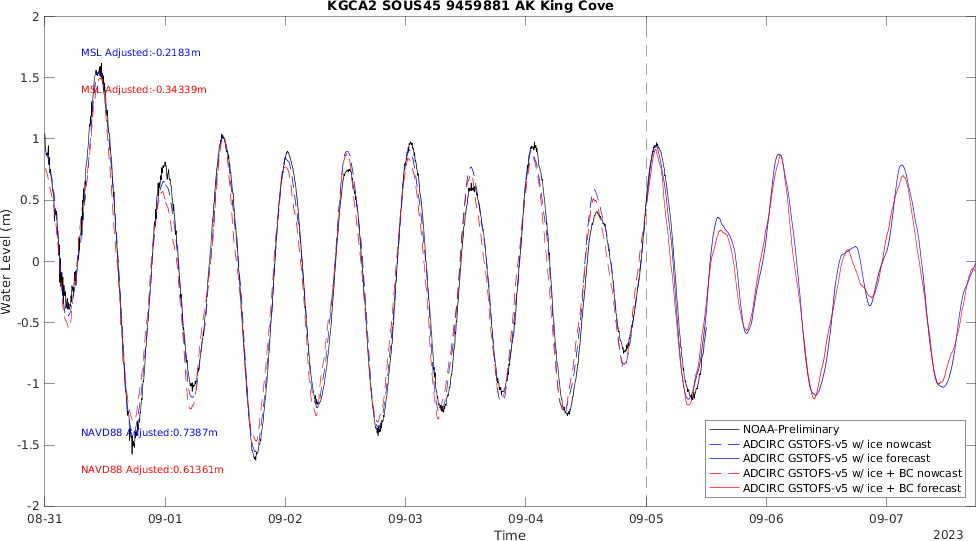 KGCA2 SOUS45 9459881 AK King Cove
2
1.5
1
0.5
0
-0.5
-1
-1.5
-2
Water Level (m)
MSL Adjusted:-0.2183m
MSL Adjusted:-0.34339m
NAVD88 Adjusted:0.7387m
NAVD88 Adjusted:0.61361m
NOAA-Preliminary
ADCIRC GSTOFS-v5 w/ ice nowcast
ADCIRC GSTOFS-v5 w/ ice forecast
ADCIRC GSTOFS-v5 w/ ice + BC nowcast
ADCIRC GSTOFS-v5 w/ ice + BC forecast
08-31 09-01 09-02 09-03 09-04 09-05 09-06 09-07
Time
2023